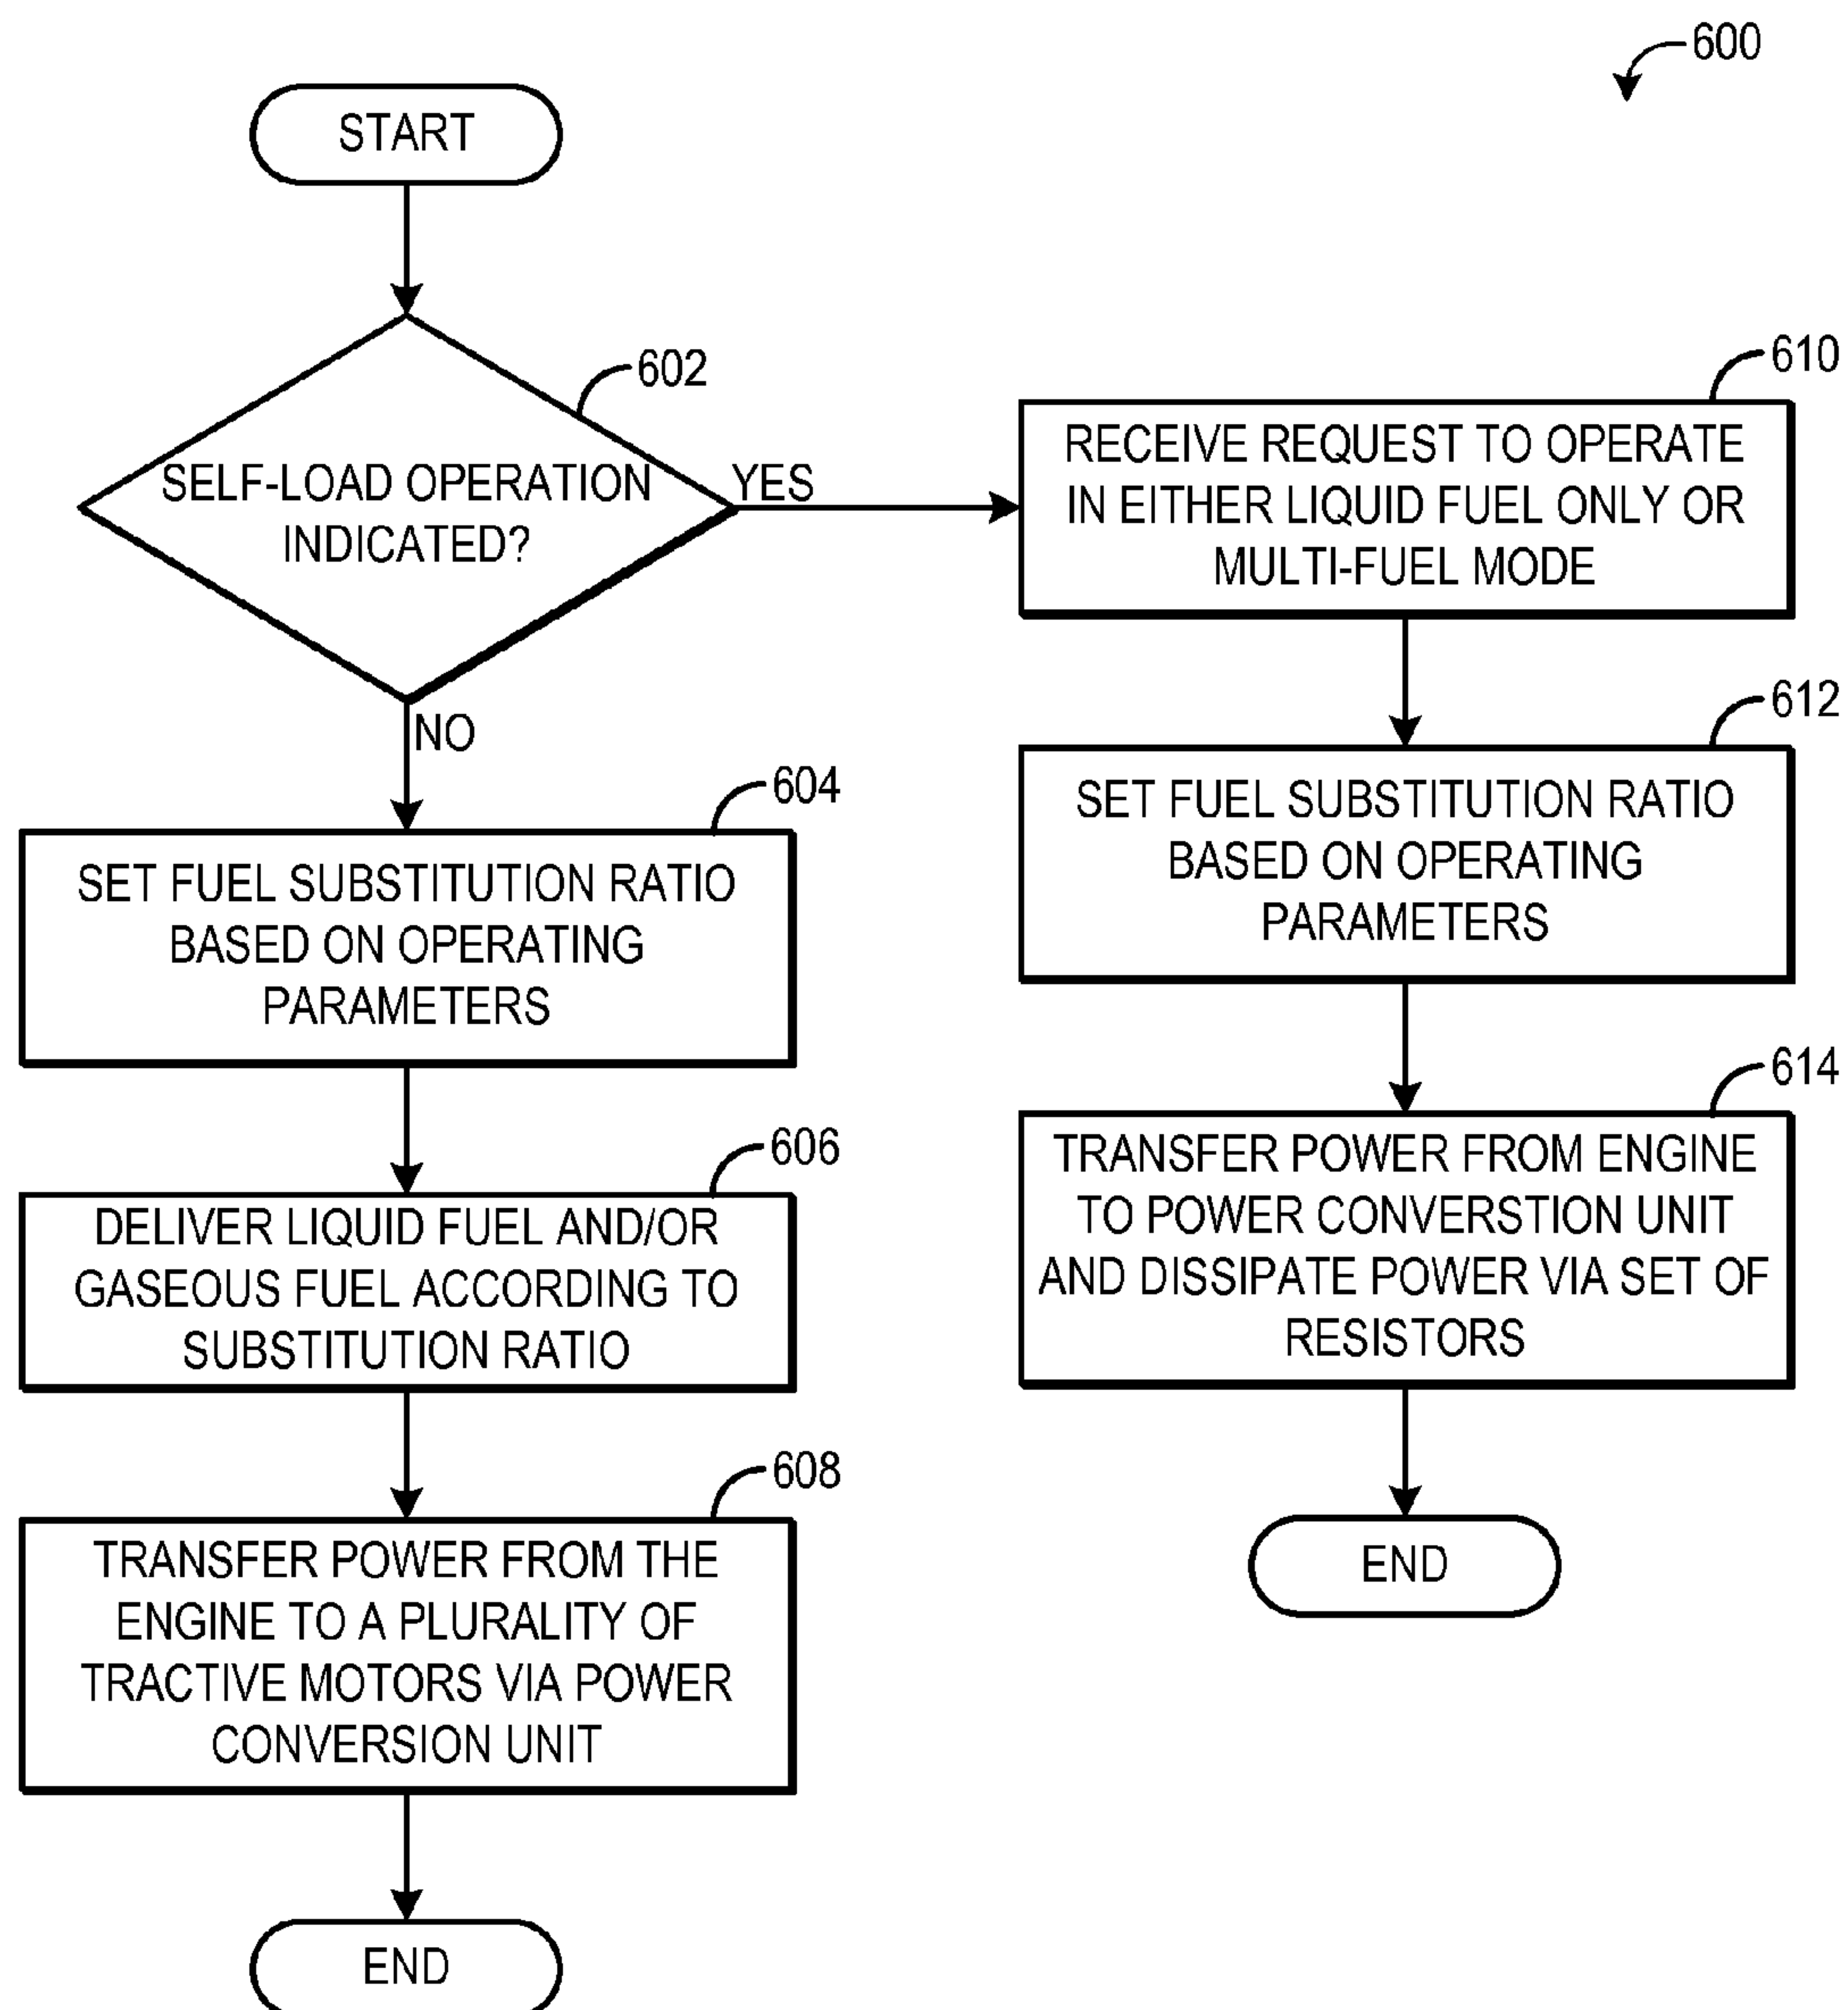 600
START
602
SELF-LOAD OPERATION
INDICATED?
YES
NO
604
SET FUEL SUBSTITUTION RATIO
BASED ON OPERATING
PARAMETERS
606
DELIVER LIQUID FUEL AND/OR
GASEOUS FUEL ACCORDING TO
SUBSTITUTION RATIO
608
TRANSFER POWER FROM THE
ENGINE TO A PLURALITY OF
TRACTIVE MOTORS VIA POWER
CONVERSION UNIT
END
610
RECEIVE REQUEST TO OPERATE
IN EITHER LIQUID FUEL ONLY OR
MULTI-FUEL MODE
612
SET FUEL SUBSTITUTION RATIO
BASED ON OPERATING
PARAMETERS
614
TRANSFER POWER FROM ENGINE
TO POWER CONVERSTION UNIT
AND DISSIPATE POWER VIA SET OF
RESISTORS
END